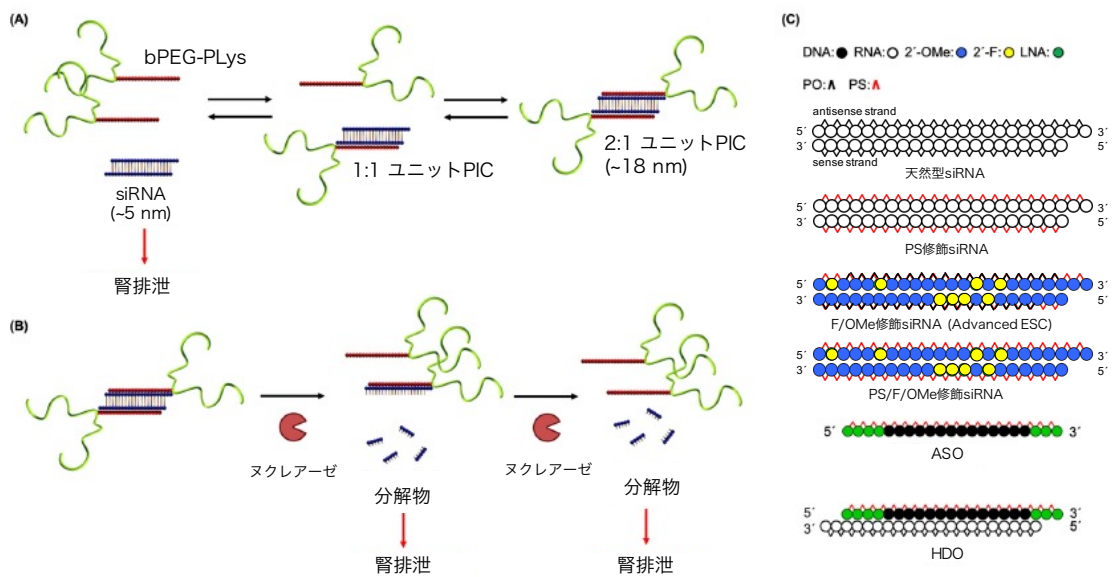 (A)
bPEG-PLys
siRNA
(~5 nm)
腎排泄
1:1 ユニットPIC
2:1 ユニットPIC
(~18 nm)
(B)
ヌクレアーゼ
分解物
腎排泄
ヌクレアーゼ
分解物
腎排泄
(C)
DNA: RNA: 2´-OMe: 2´-F: LNA:
PO: PS:
antisense strand
5´ 3´
3´ 5´
sense strand
天然型siRNA
5´ 3´
3´ 5´
PS修飾siRNA
5´ 3´
3´ 5´
F/OMe修飾siRNA (Advanced ESC)
5´ 3´
3´ 5´
PS/F/OMe修飾siRNA
5´ 3´
ASO
5´ 3´
3´ 5´
HDO